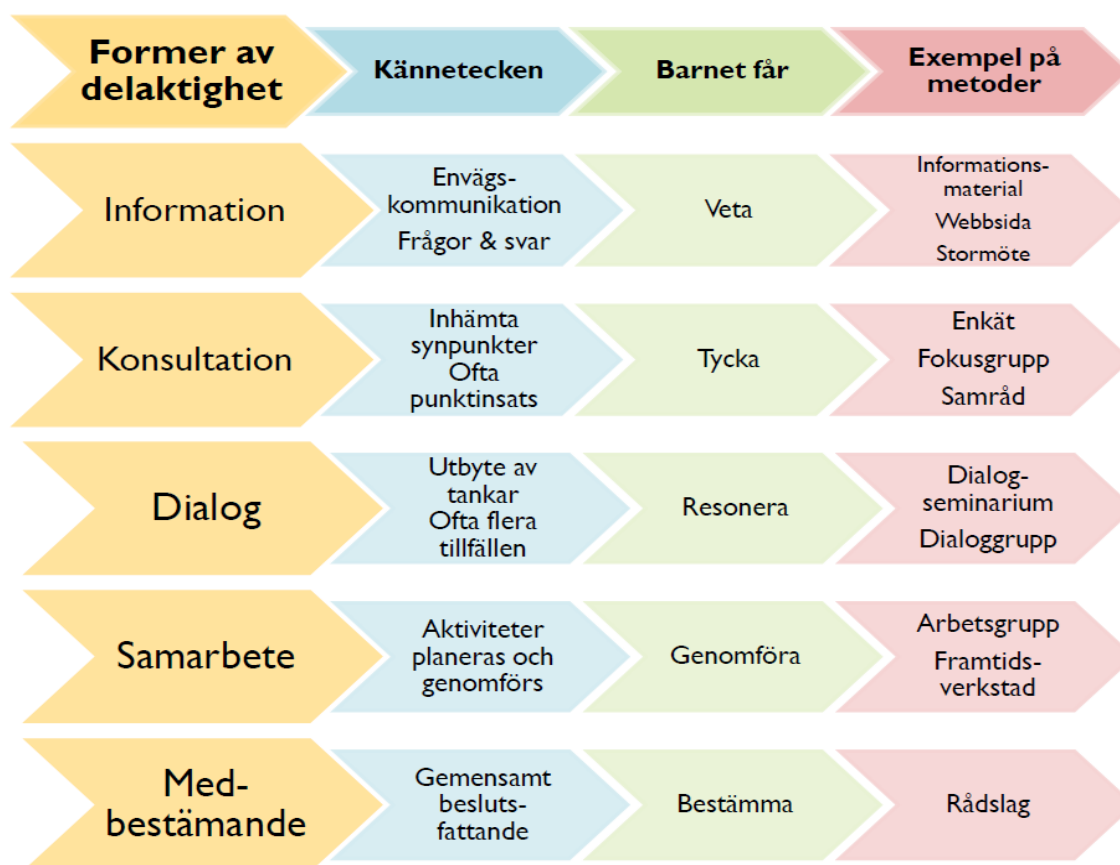 Former av
delaktighet
Kännetecken
Barnet får
Exempel på
metoder
Information
Envägs-
kommunikation
Frågor & svar
Veta
Informations-
material
Webbsida
Stormöte
Konsultation
Inhämta
synpunkter
Ofta
punktinsats
Tycka
Enkät
Fokusgrupp
Samråd
Dialog
Utbyte av
tankar
Ofta flera
tillfällen
Resonera
Dialog-
seminarium
Dialoggrupp
Samarbete
Aktiviteter
planeras och
genomförs
Genomföra
Arbetsgrupp
Framtids-
verkstad
Med-
bestämande
Gemensamt
besluts-
fattande
Bestämma
Rådslag